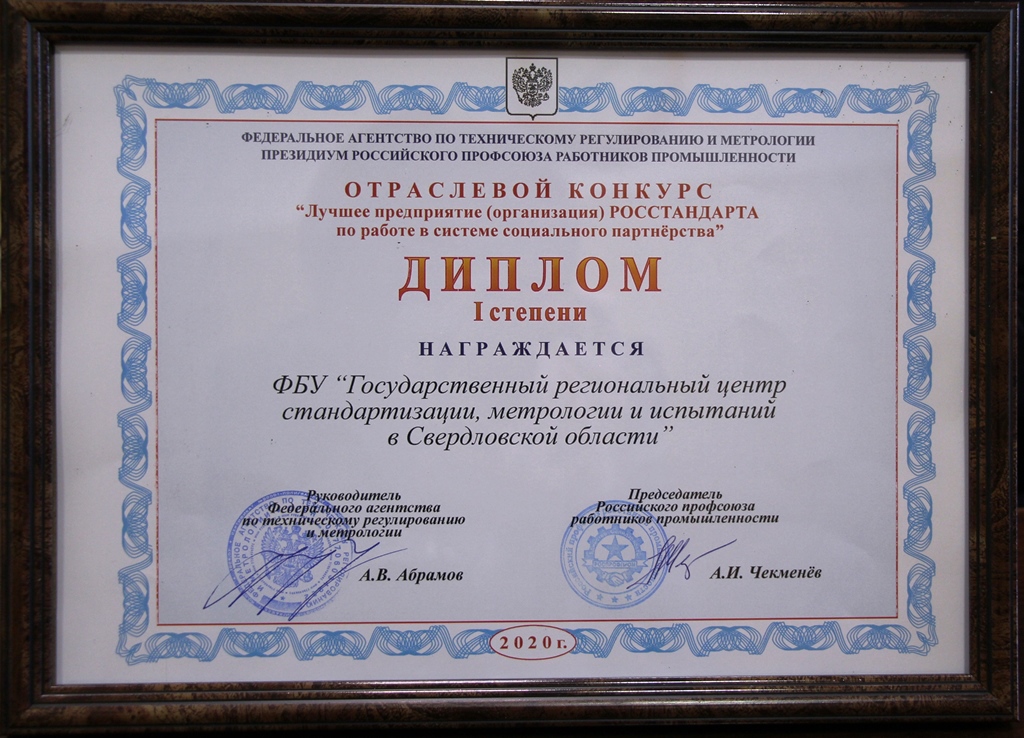 ФЕДЕРАЛЬНОЕ АГЕНТСТВО ПО ТЕХНИЧЕСКОМУ РЕГУЛИРОВАНИЮ И МЕТРОЛОГИИ
ПРЕЗИДИУМ РОССИЙСКОГО ПРОФСОЮЗА РАБОТНИКОВ ПРОМЫШЛЕННОСТИ
ОТРАСЛЕВОЙ КОНКУРС
“Лучшее предприятие (организация) РОССТАНДАРТА
по работе в системе социального партнёрства”
ДИПЛОМ
I степени
НАГРАЖДАЕТСЯ
ФБУ “Государственный региональный центр
стандартизации, метрологии и испытаний
в Свердловской области”
Руководитель
Федерального агентства
по техническому регулированию
и метрологии
А.В. Абрамов
Председатель
Российского профсоюза
работников промышленности
А.И. Чекменёв
2020 г.